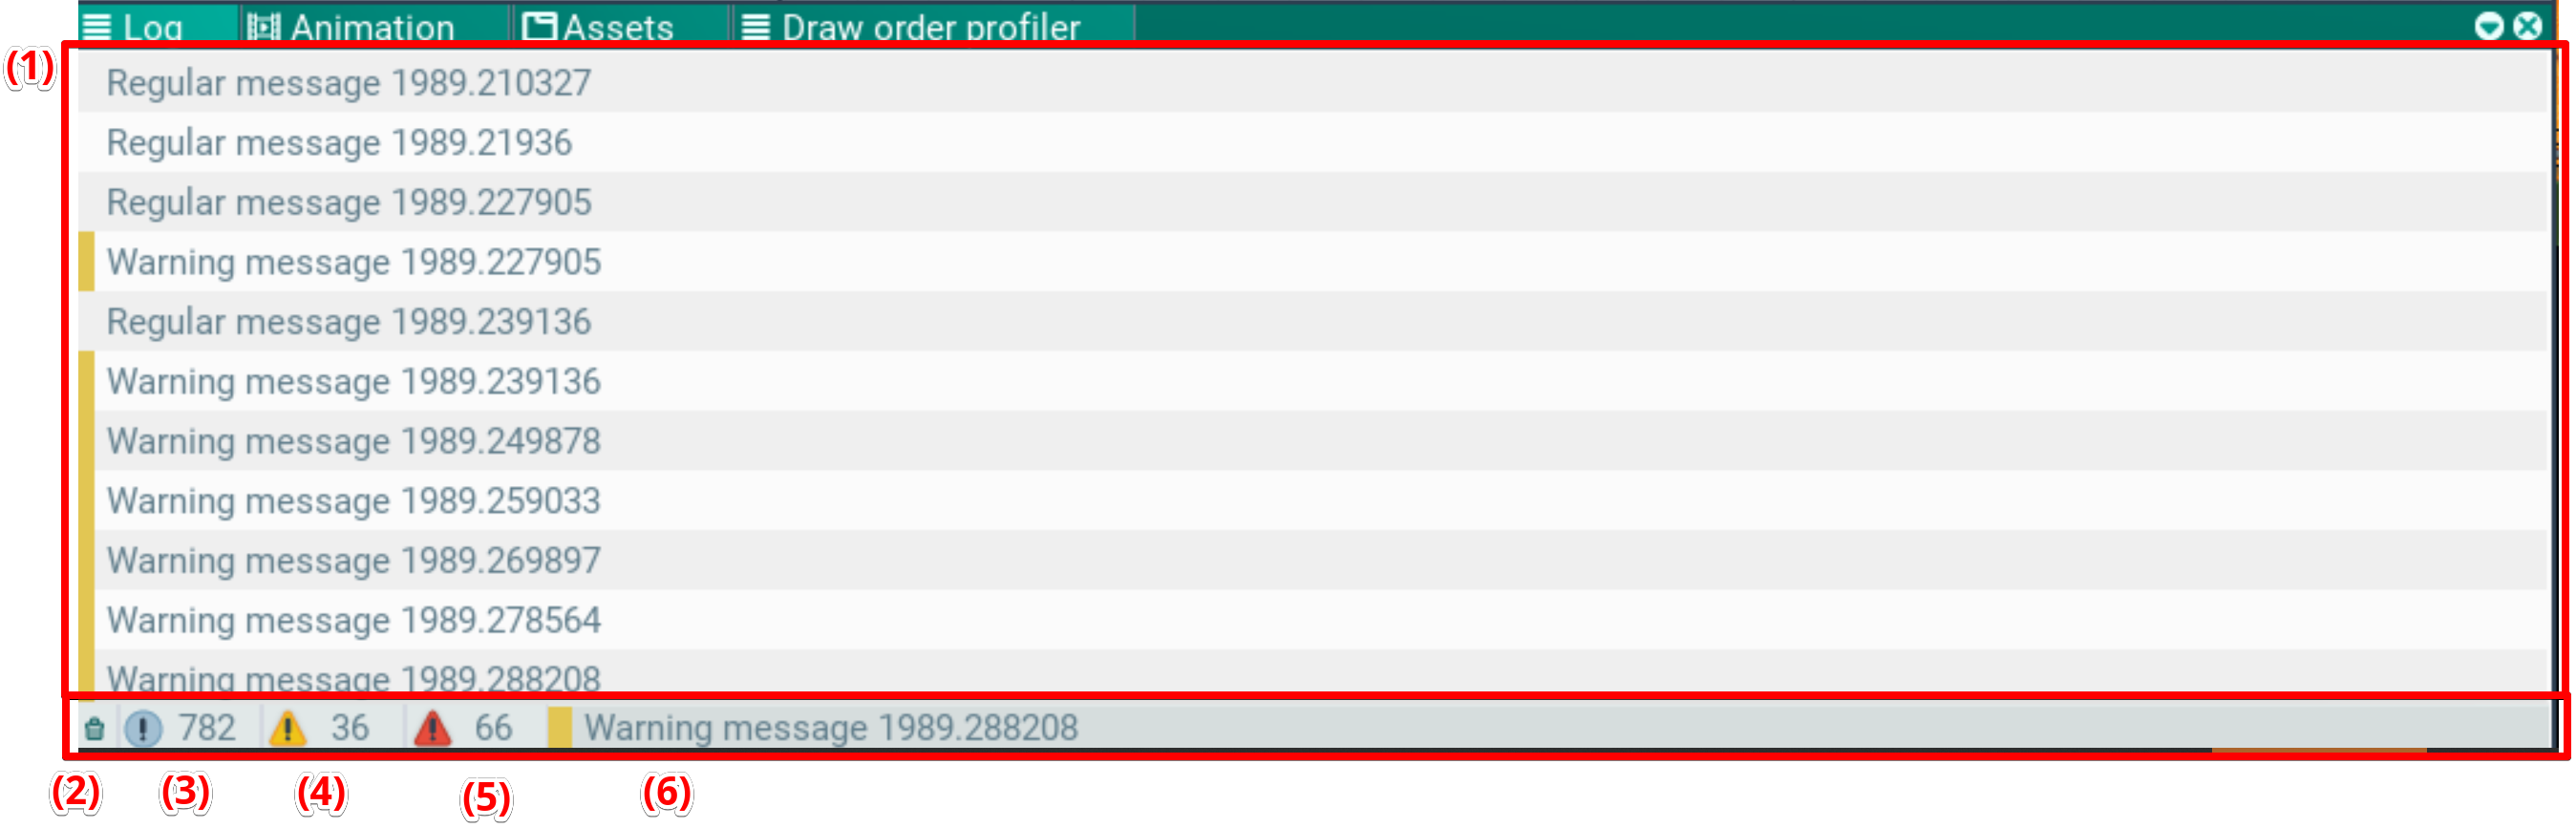 Log Animation Assets Draw order profiler
(1)
Regular message 1989.210327
Regular message 1989.21936
Regular message 1989.227905
Warning message 1989.227905
Regular message 1989.239136
Warning message 1989.239136
Warning message 1989.249878
Warning message 1989.259033
Warning message 1989.269897
Warning message 1989.278564
Warning message 1989.288208
782 36 66 Warning message 1989.288208
(2) (3) (4) (5) (6)